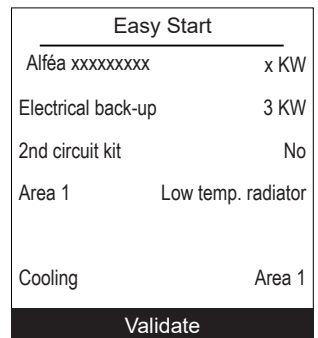 Easy Start
Alféa xxxxxxxxx x KW
Electrical back-up 3 KW
2nd circuit kit No
Area 1 Low temp. radiator
Cooling Area 1
Validate